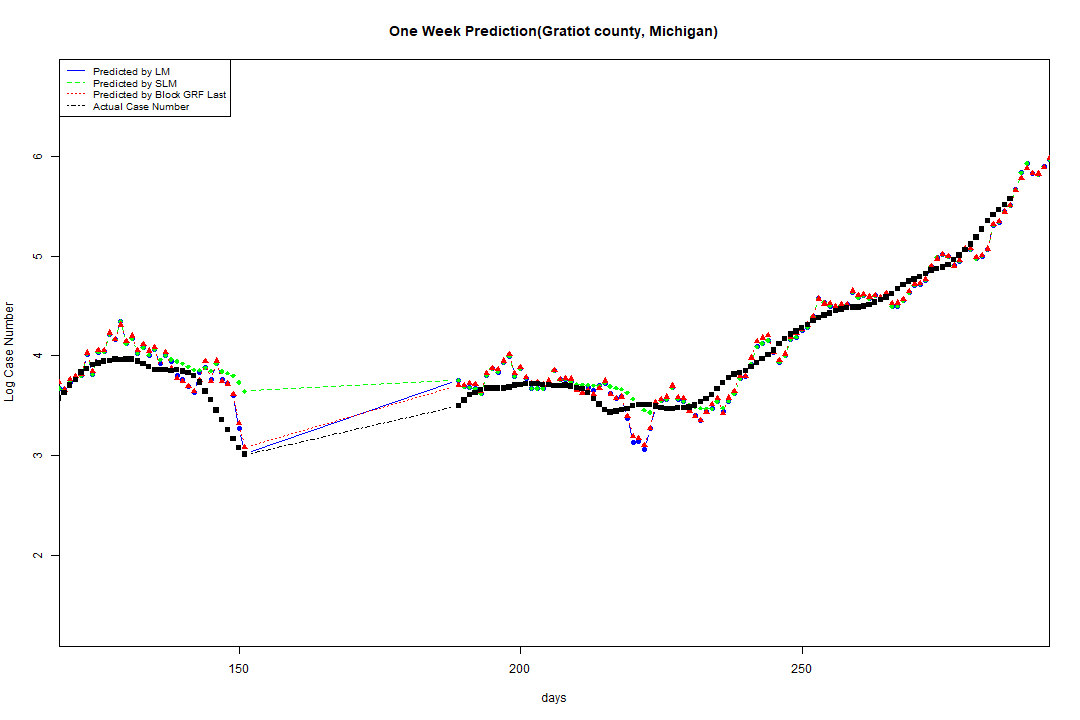 One Week Prediction(Gratiot county, Michigan)
Predicted by LM
Predicted by SLM
Predicted by Block GRF Last
Actual Case Number
6
5
4
3
2
Log Case Number
150
200
250
days